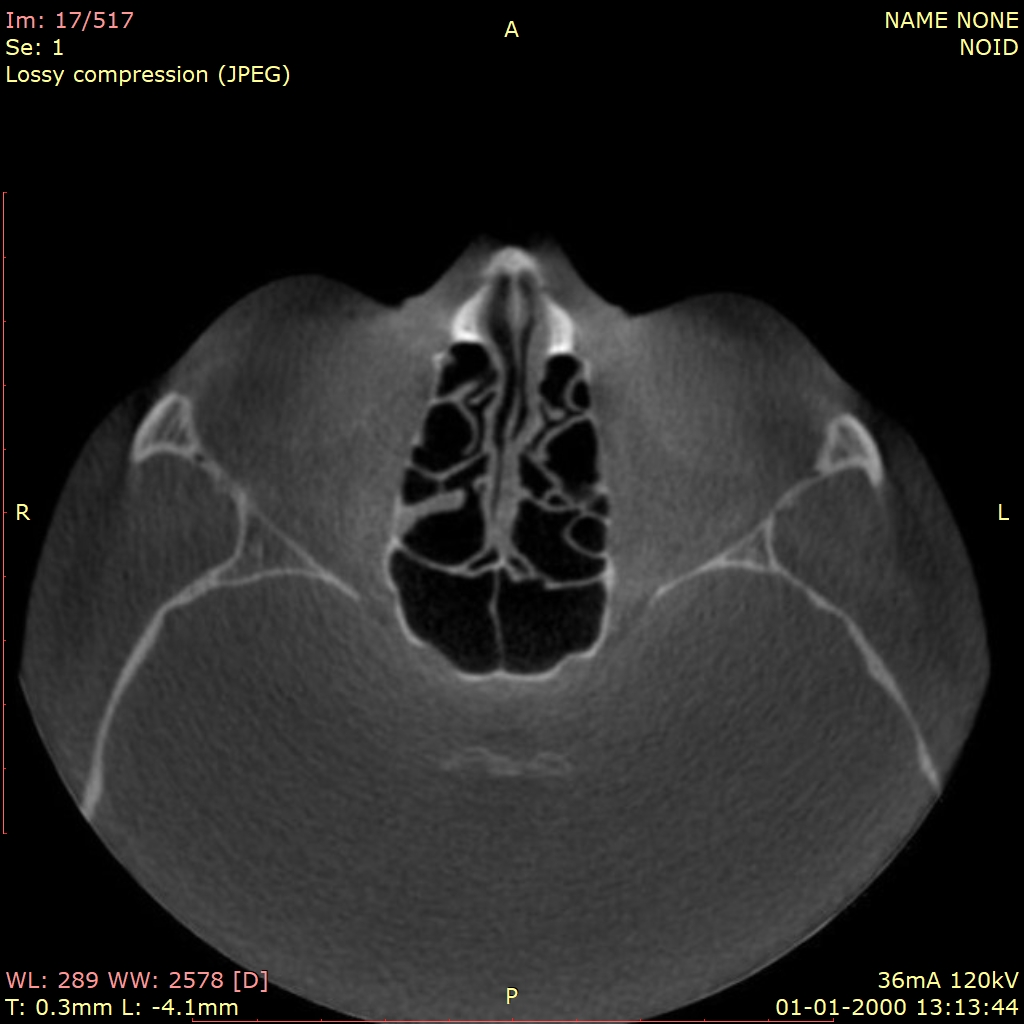 Im: 17/517
Se: 1
Lossy compression (JPEG)
A
NAME NONE
NOID
R
L
WL: 289 WW: 2578 [D]
T: 0.3mm L: -4.1mm
P
36mA 120kV
01-01-2000 13:13:44